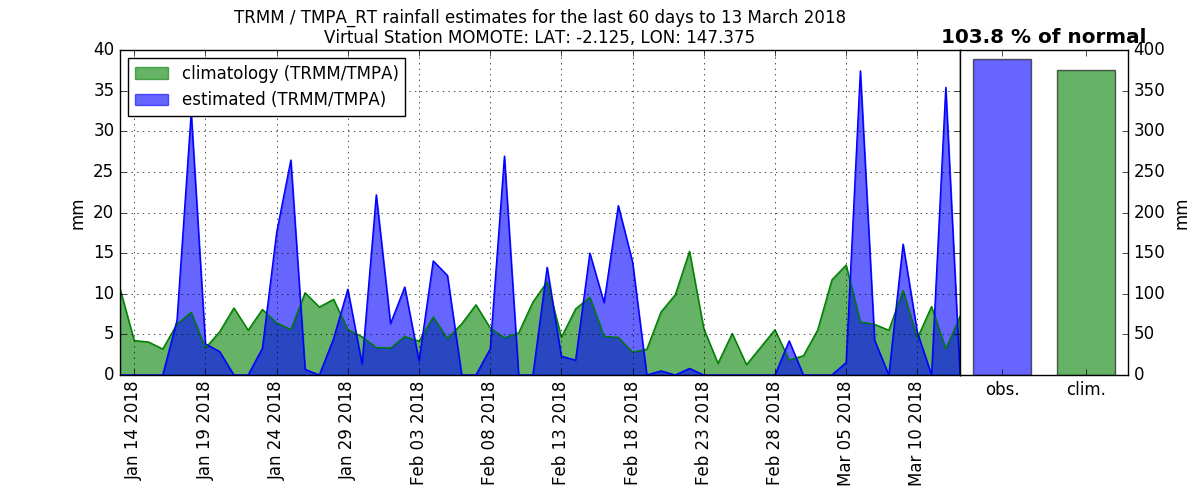 TRMM / TMPA_RT rainfall estimates for the last 60 days to 13 March 2018
Virtual Station MOMOTE: LAT: -2.125, LON: 147.375
103.8 % of normal
climatology (TRMM/TMPA)
estimated (TRMM/TMPA)
mm
40
35
30
25
20
15
10
5
0
400
350
300
250
200
150
100
50
0
mm
Jan 14 2018
Jan 19 2018
Jan 24 2018
Jan 29 2018
Feb 03 2018
Feb 08 2018
Feb 13 2018
Feb 18 2018
Feb 23 2018
Feb 28 2018
Mar 05 2018
Mar 10 2018
obs.
clim.